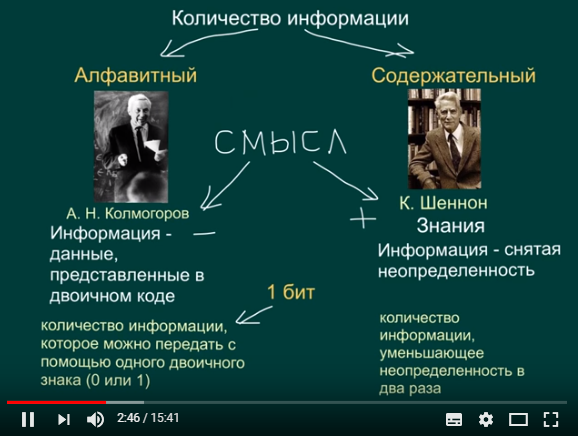 Количество информации
Алфавитный
Содержательный
СМЫСЛ
А. Н. Колмогоров
К. Шеннон
Информация - 
данные,
представленные в
двоичном коде
Знания
Информация - снятая
неопределенность
+
1 бит
количество информации,
которое можно передать с
помощью одного двоичного
знака (0 или 1)
количество
информации,
уменьшающее
неопределенность в
два раза
2:46 / 15:41